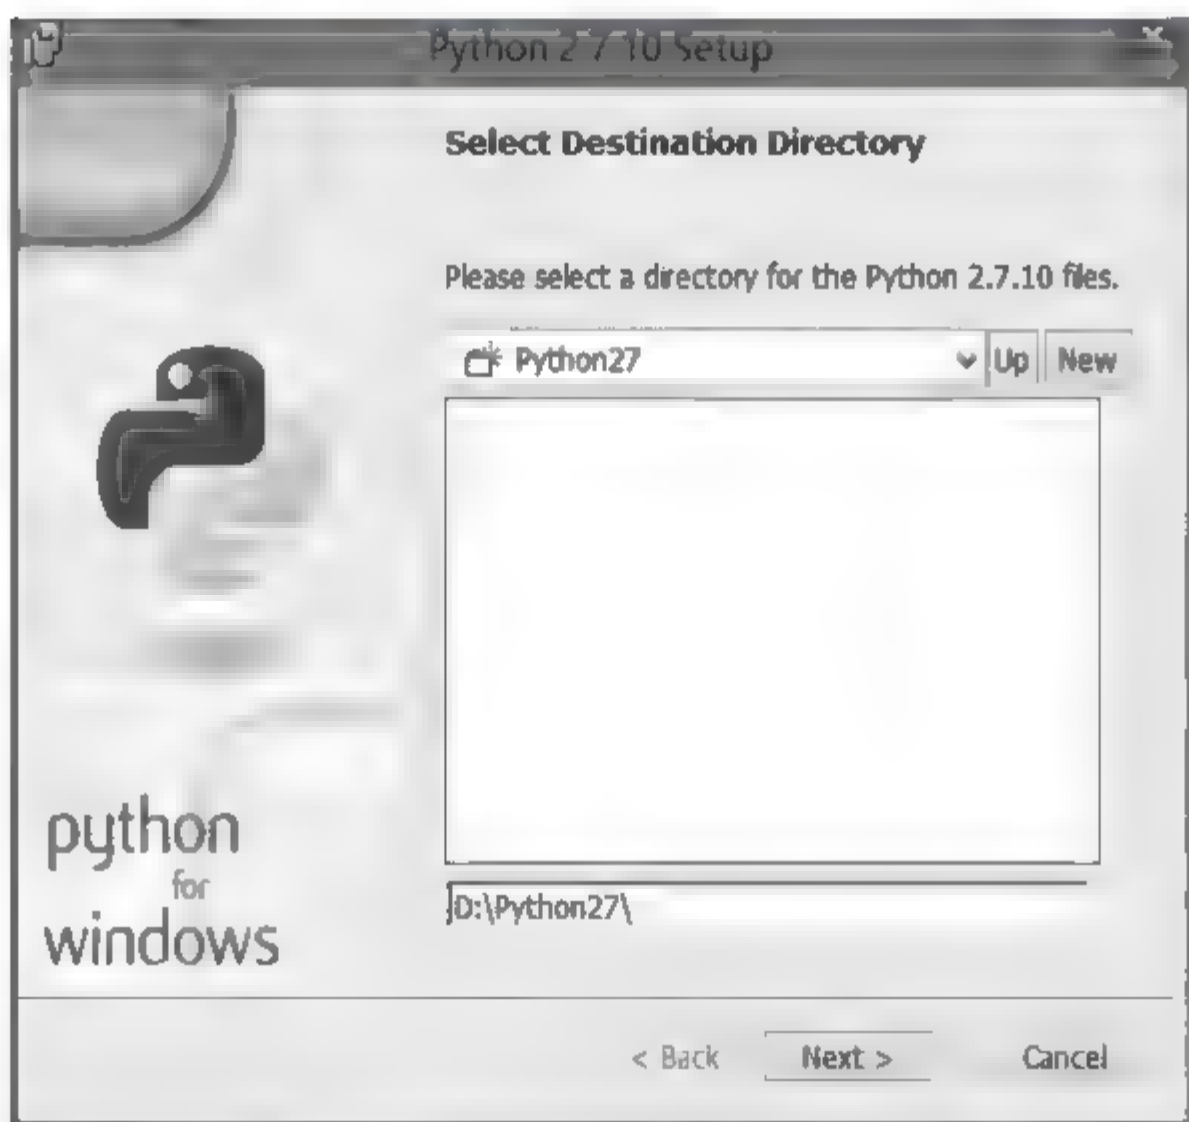 Python 2.7.10 Setup
Select Destination Directory
Please select a directory for the Python 2.7.10 files.
Python27
Up
New
D:\Python27\
python
for
windows
< Back
Next >
Cancel